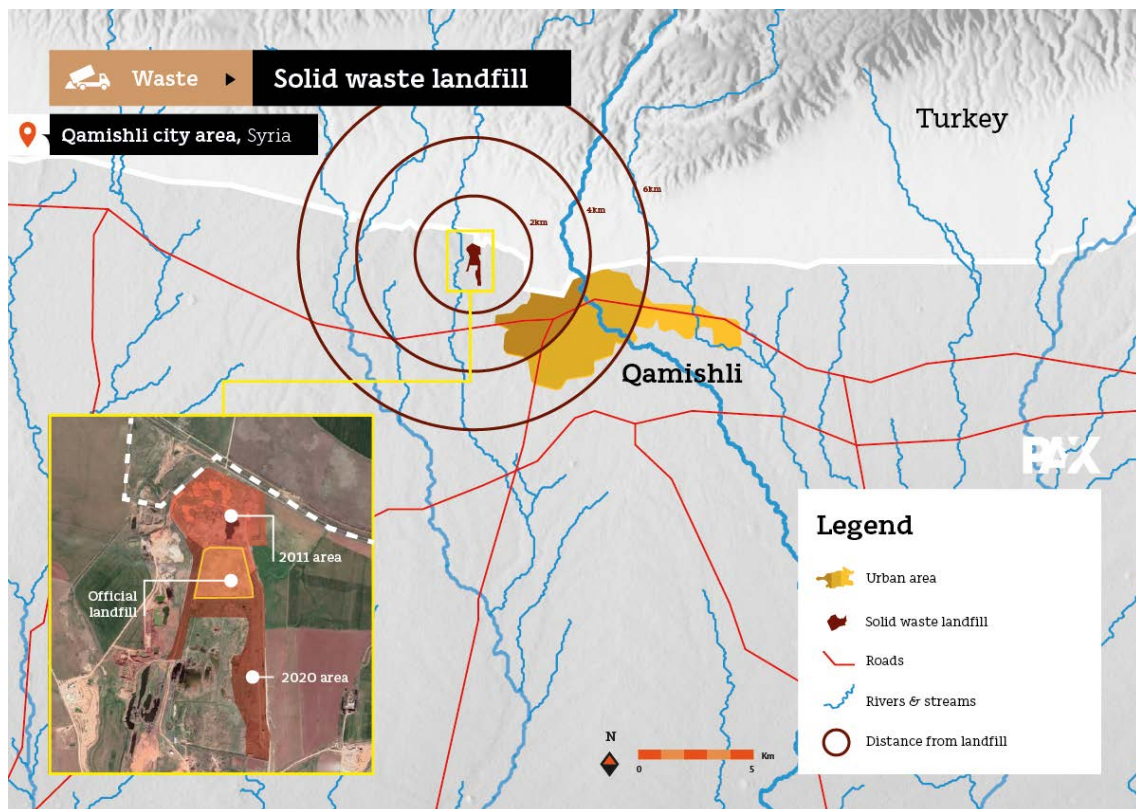 Waste
Solid waste landfill
Qamishli city area, Syria
Turkey
6km
4km
2km
Qamishli
2011 area
Official
landfill
2020 area
PAX
Legend
Urban area
Solid waste landfill
Roads
Rivers & streams
Distance from landfill
N
Km
0
5